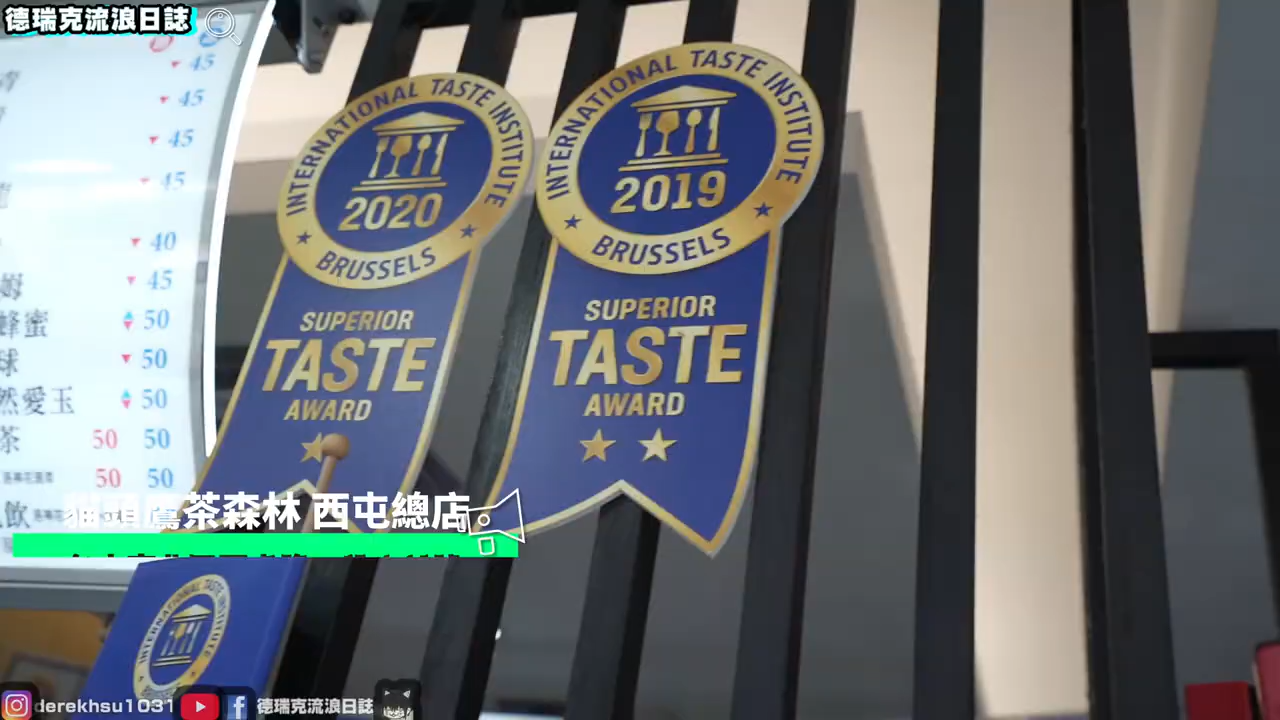 德瑞克流浪日誌
45
45
45
45
40
姆 45
蜂蜜 50
球 50
然愛玉 50
茶 50 50
50 50
飲
INTERNATIONAL TASTE INSTITUTE
2020
BRUSSELS
SUPERIOR
TASTE
AWARD
INTERNATIONAL TASTE INSTITUTE
2019
BRUSSELS
SUPERIOR
TASTE
AWARD
貓頭鷹茶森林 西屯總店
INTERNATIONAL TASTE INSTITUTE
derekhsu1031
德瑞克流浪日誌